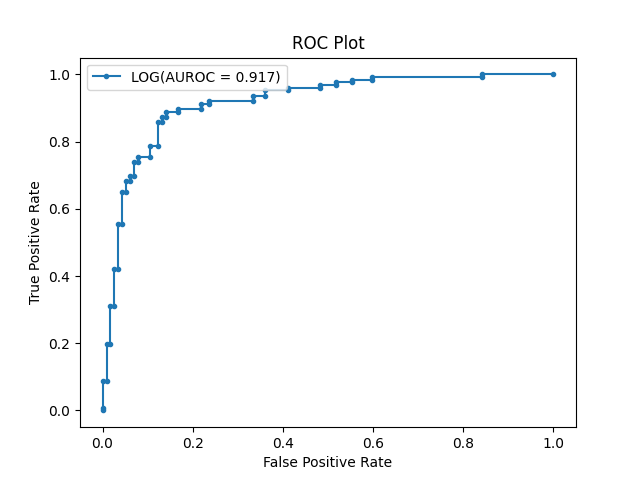 ROC Plot
LOG(AUROC = 0.917)
True Positive Rate
1.0
0.8
0.6
0.4
0.2
0.0
0.0 0.2 0.4 0.6 0.8 1.0
False Positive Rate